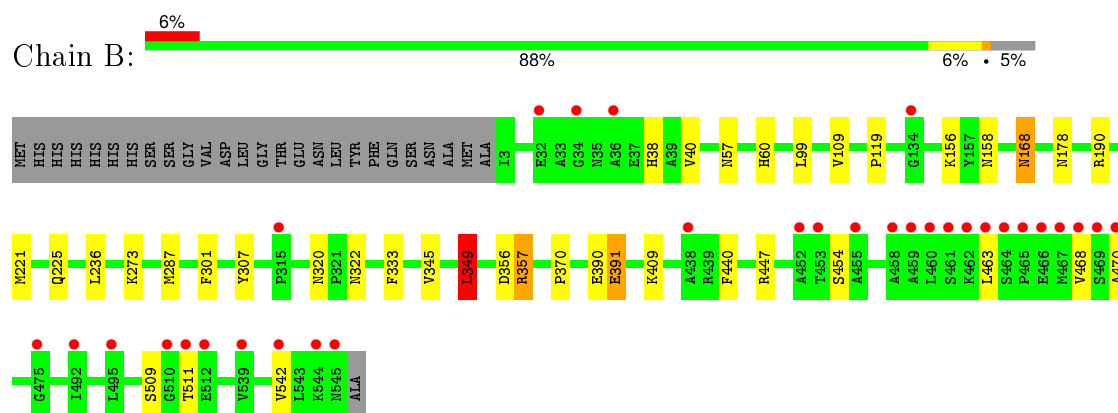 6%
Chain B:
88% 6% • 5%
MET HIS HIS HIS HIS HIS HIS SER SER GLY VAL ASP LEU GLY THR GLU ASN LEU TYR PHE GLN SER ASN ALA MET ALA I3 E32 A33 G34 N35 A36 E37 H38 A39 V40 N57 H60 L99 V109 P119 G134 K156 Y157 N158 N168 N178 R190
M221 Q225 L236 K273 M287 F301 Y307 P315 N320 P321 N322 F333 V345 L349 D356 R357 P370 E390 E391 K409 A438 R439 F440 R447 A452 T453 S454 A455 A458 A459 L460 S461 K462 L463 S464 P465 E466 M467 V468 S469 A470
G475 I492 L495 S509 G510 T511 E512 V539 V542 L543 K544 N545 ALA